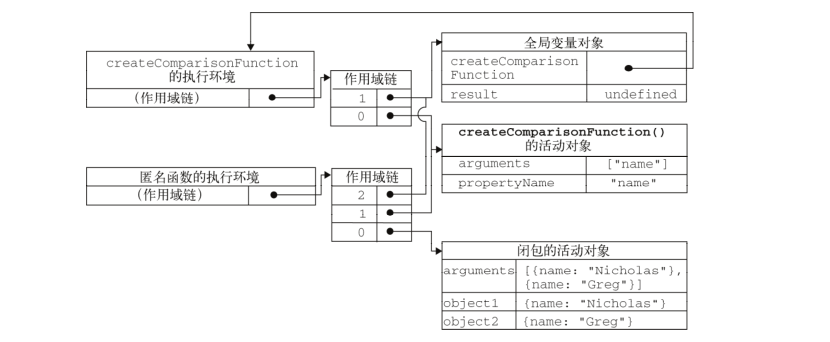 createComparisonFunction
的执行环境
(作用域链)
作用域链
1
0
全局变量对象
createComparison
Function
result
undefined
createComparisonFunction()
的活动对象
arguments
["name"]
propertyName
"name"
匿名函数的执行环境
(作用域链)
作用域链
2
1
0
闭包的活动对象
arguments
[{name: "Nicholas"},
{name: "Greg"}]
object1
{name: "Nicholas"}
object2
{name: "Greg"}